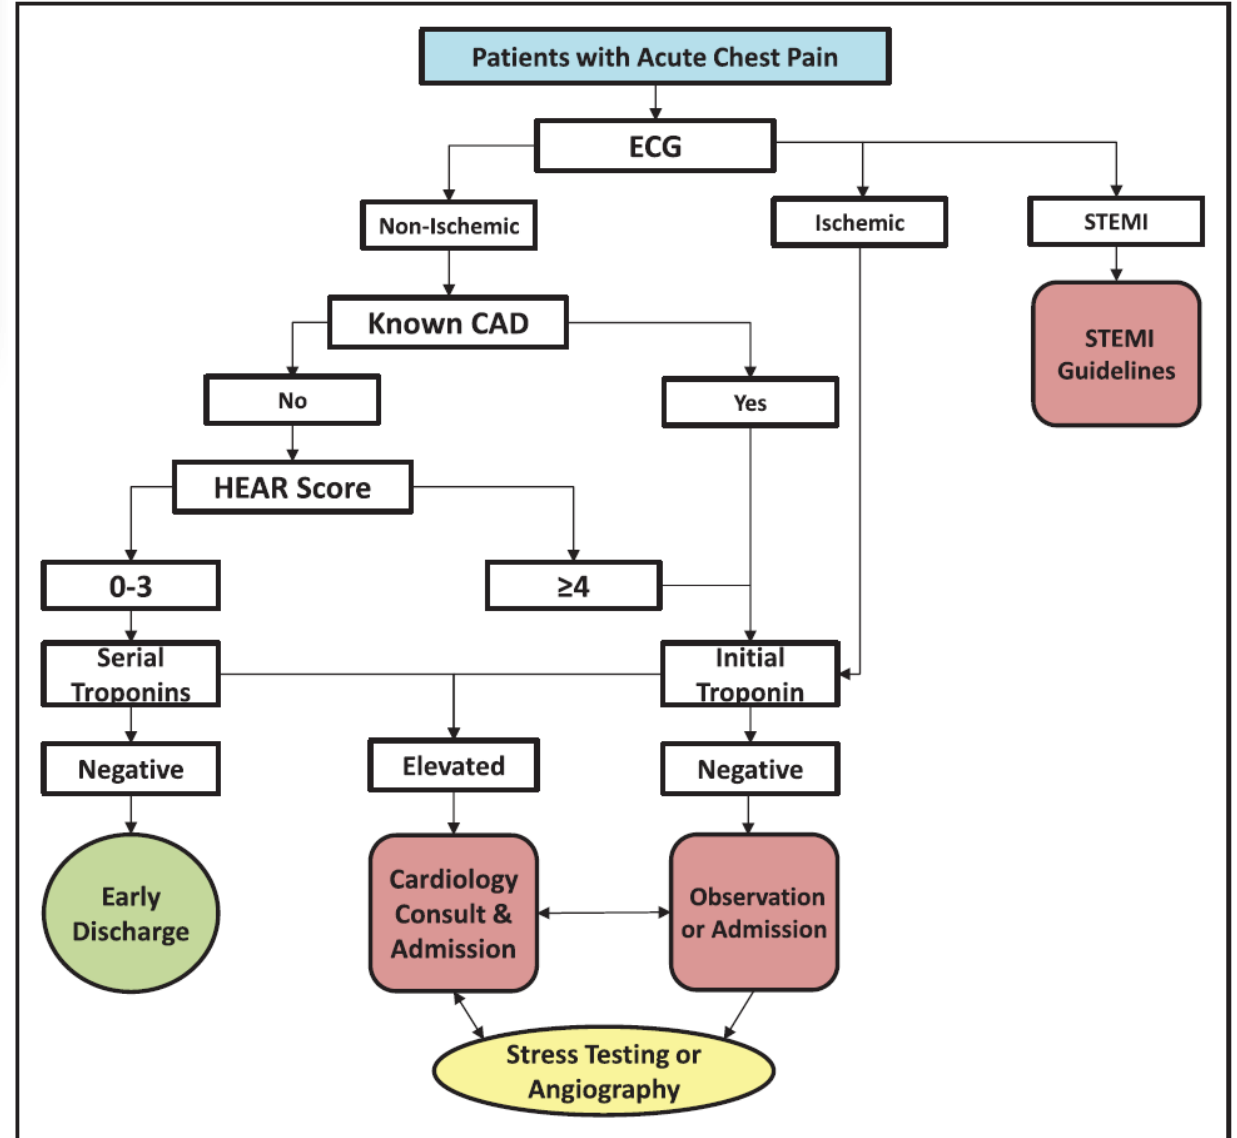 Patients with Acute Chest Pain
ECG
Non-Ischemic
Ischemic
STEMI
Known CAD
STEMI
Guidelines
No
Yes
HEAR Score
0-3
≥4
Serial
Troponins
Initial
Troponin
Negative
Elevated
Negative
Early
Discharge
Cardiology
Consult &
Admission
Observation
or Admission
Stress Testing or
Angiography